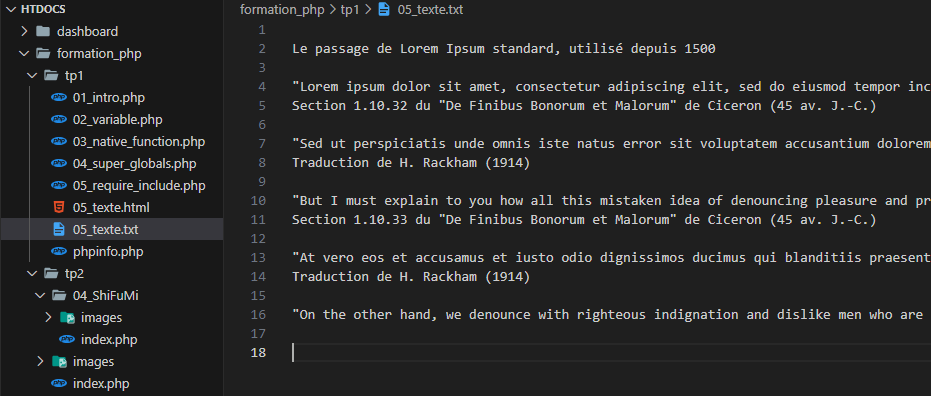 HTDOCS
dashboard
formation_php
tp1
01_intro.php
02_variable.php
03_native_function.php
04_super_globals.php
05_require_include.php
05_texte.html
05_texte.txt
phpinfo.php
tp2
04_ShiFuMi
images
index.php
images
index.php
formation_php > tp1 > 05_texte.txt
1
2 Le passage de Lorem Ipsum standard, utilisé depuis 1500
3
4 "Lorem ipsum dolor sit amet, consectetur adipiscing elit, sed do eiusmod tempor inc
5 Section 1.10.32 du "De Finibus Bonorum et Malorum" de Ciceron (45 av. J.-C.)
6
7 "Sed ut perspiciatis unde omnis iste natus error sit voluptatem accusantium dolorem
8 Traduction de H. Rackham (1914)
9
10 "But I must explain to you how all this mistaken idea of denouncing pleasure and pr
11 Section 1.10.33 du "De Finibus Bonorum et Malorum" de Ciceron (45 av. J.-C.)
12
13 "At vero eos et accusamus et iusto odio dignissimos ducimus qui blanditiis praesent
14 Traduction de H. Rackham (1914)
15
16 "On the other hand, we denounce with righteous indignation and dislike men who are
17
18